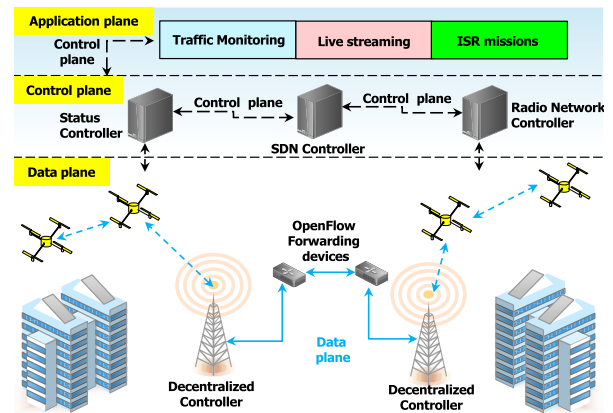 Application plane
Control
plane
Traffic Monitoring
Live streaming
ISR missions
Control plane
Status
Controller
Control plane
SDN Controller
Control plane
Radio Network
Controller
Data plane
OpenFlow
Forwarding
devices
Data
plane
Decentralized
Controller
Decentralized
Controller